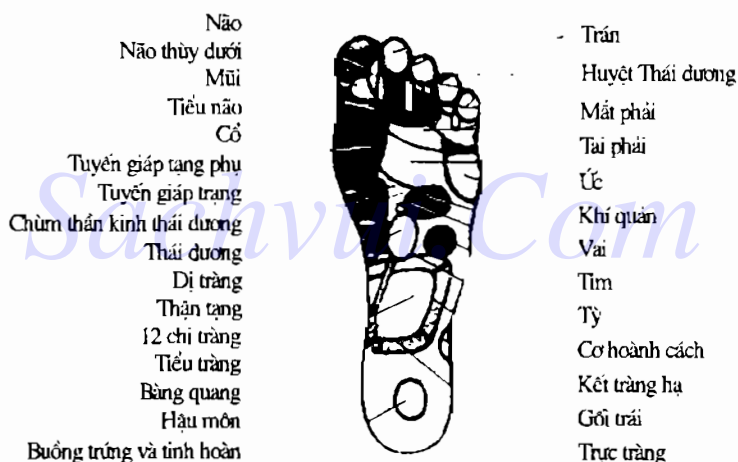 Não
Não thùy dưới
Mũi
Tiểu não
Cổ
Tuyến giáp tạng phụ
Tuyến giáp trạng
Chùm thần kinh thái dương
Thái dương
Dị tràng
Thận tạng
12 chi tràng
Tiểu tràng
Bàng quang
Hậu môn
Buồng trứng và tinh hoàn
Trán
Huyệt Thái dương
Mắt phải
Tai phải
Ức
Khí quản
Vai
Tim
Tỳ
Cơ hoành cách
Kết tràng hạ
Gối trái
Trực tràng
Sachvui.Com